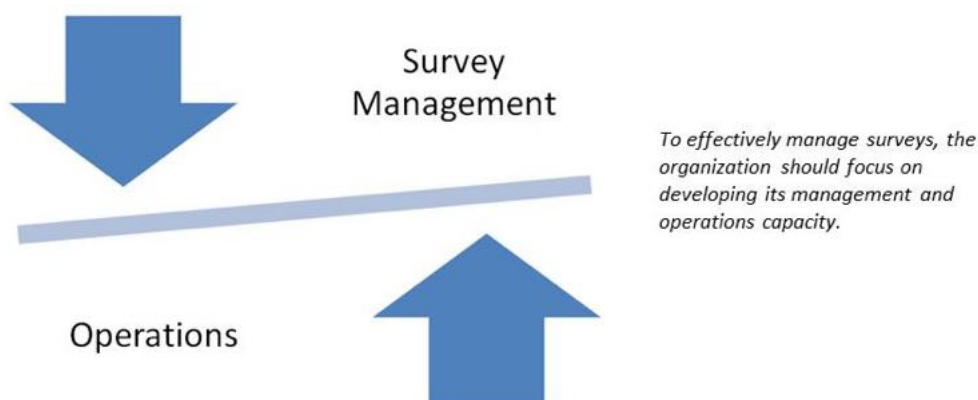 Survey
Management
To effectively manage surveys, the
organization should focus on
developing its management and
operations capacity.
Operations